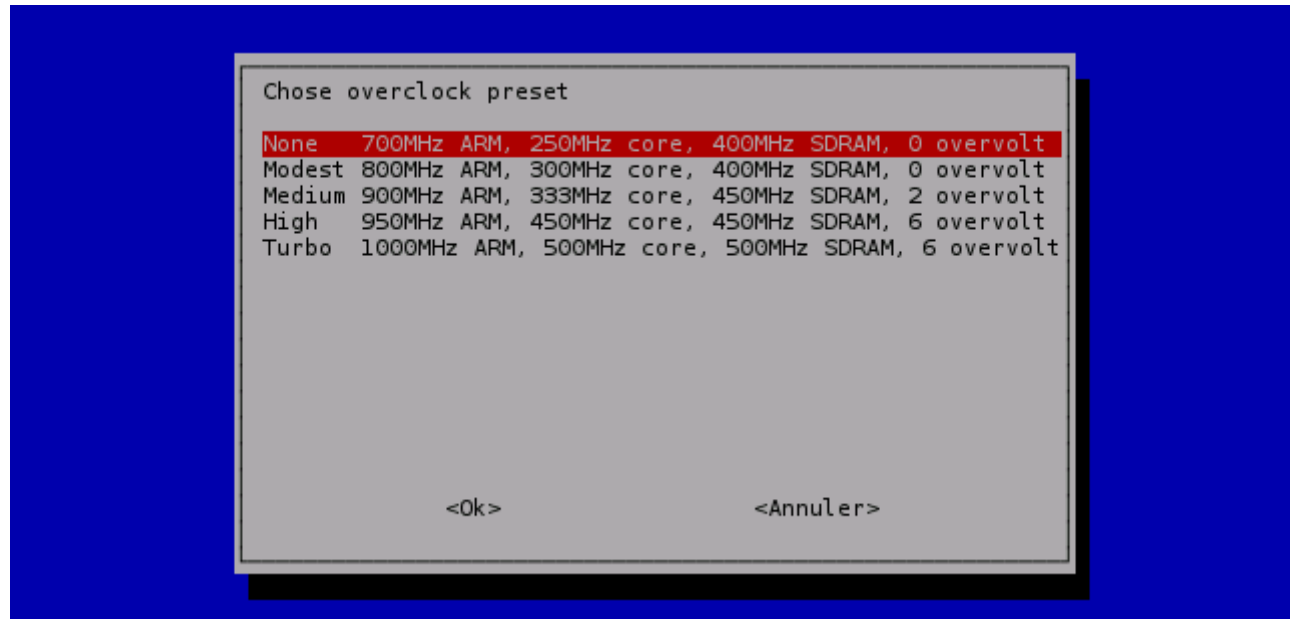 Chose overclock preset
None 700MHz ARM, 250MHz core, 400MHz SDRAM, 0 overvolt
Modest 800MHz ARM, 300MHz core, 400MHz SDRAM, 0 overvolt
Medium 900MHz ARM, 333MHz core, 450MHz SDRAM, 2 overvolt
High 950MHz ARM, 450MHz core, 450MHz SDRAM, 6 overvolt
Turbo 1000MHz ARM, 500MHz core, 500MHz SDRAM, 6 overvolt
<Ok> <Annuler>